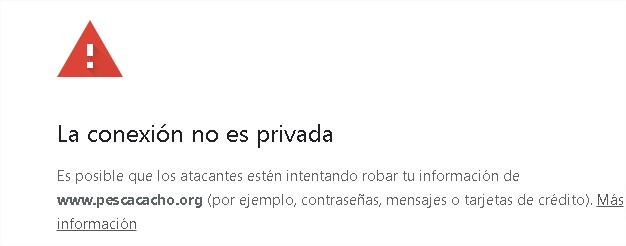 La conexión no es privada
Es posible que los atacantes estén intentando robar tu información de
www.pescacacho.org (por ejemplo, contraseñas, mensajes o tarjetas de crédito). Más
información